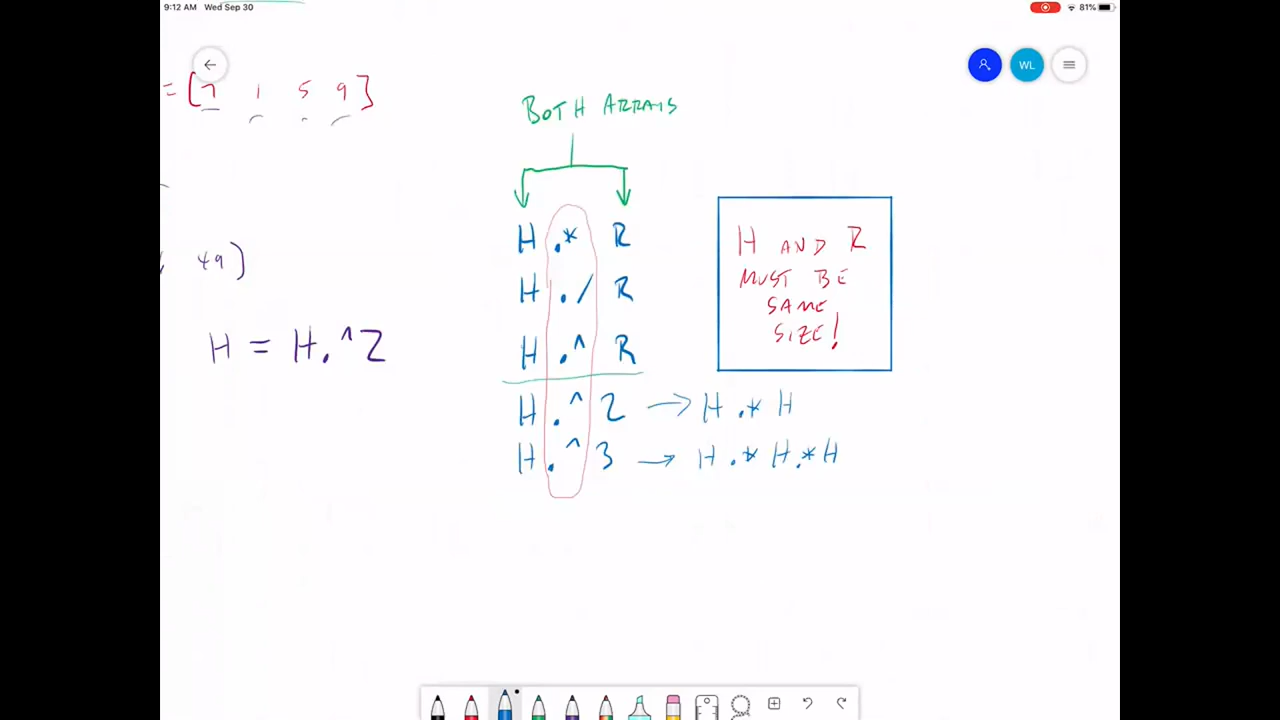 9:12 AM Wed Sep 30
81%
WL
= [7 1 5 9]
49)
H = H.^2
BOTH ARRAYS
H .* R
H ./ R
H .^ R
H .^ 2 → H .* H
H .^ 3 → H .* H.*H
H AND R
MUST BE
SAME
SIZE!